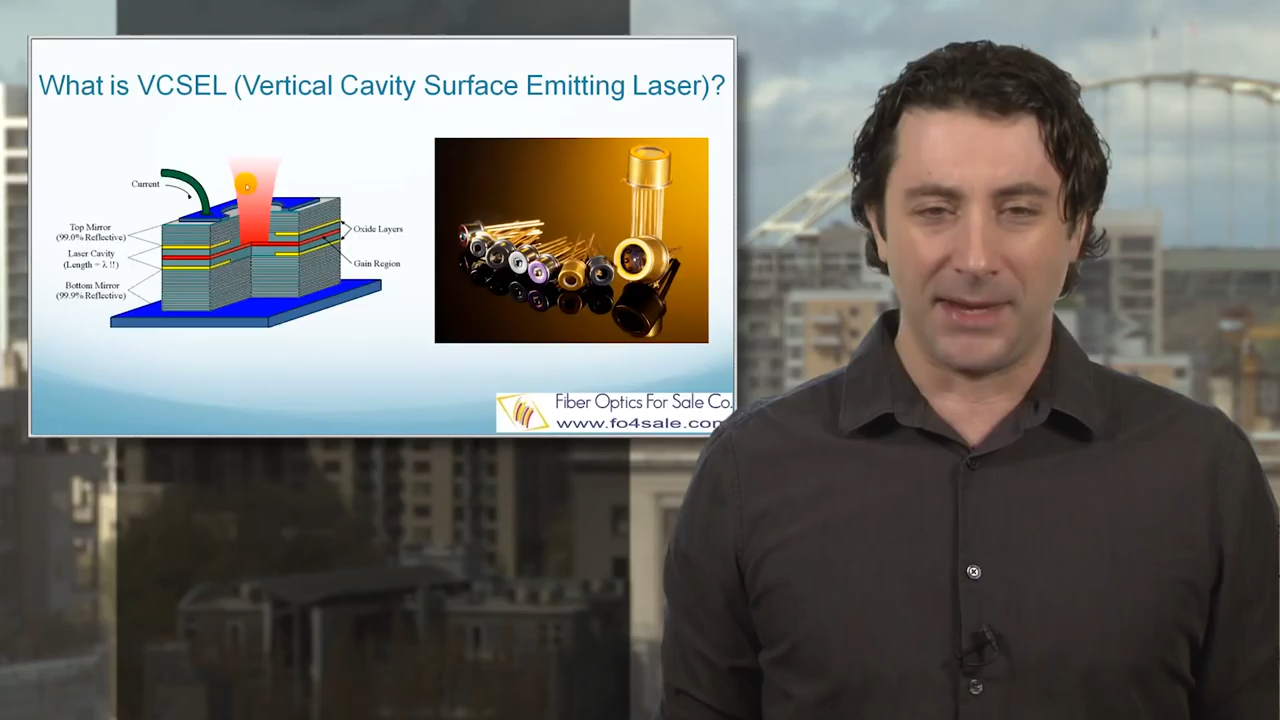 What is VCSEL (Vertical Cavity Surface Emitting Laser)?
Current
Top Mirror
(99.0% Reflective)
Laser Cavity
(Length = λ !!)
Bottom Mirror
(99.9% Reflective)
Oxide Layers
Gain Region
Fiber Optics For Sale Co.
www.fo4sale.com